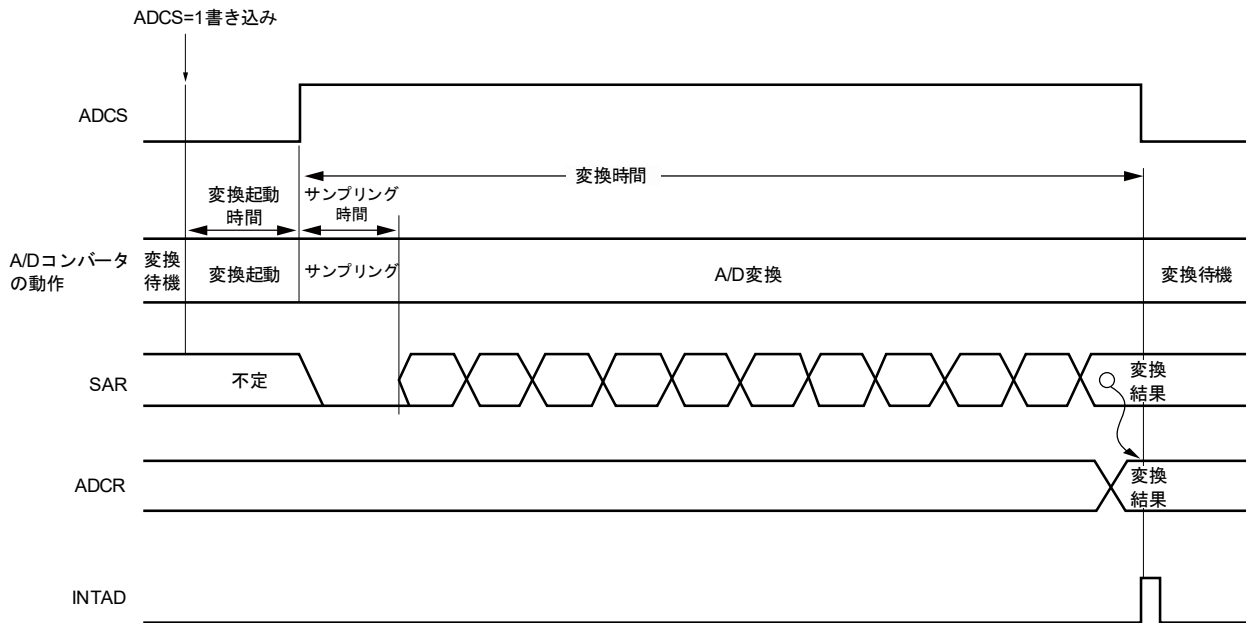 ADCS=1書き込み
ADCS
変換時間
変換起動
時間
サンプリング
時間
A/Dコンバータ
の動作
変換
待機
変換起動
サンプリング
A/D変換
変換待機
SAR
不定
変換
結果
ADCR
変換
結果
INTAD